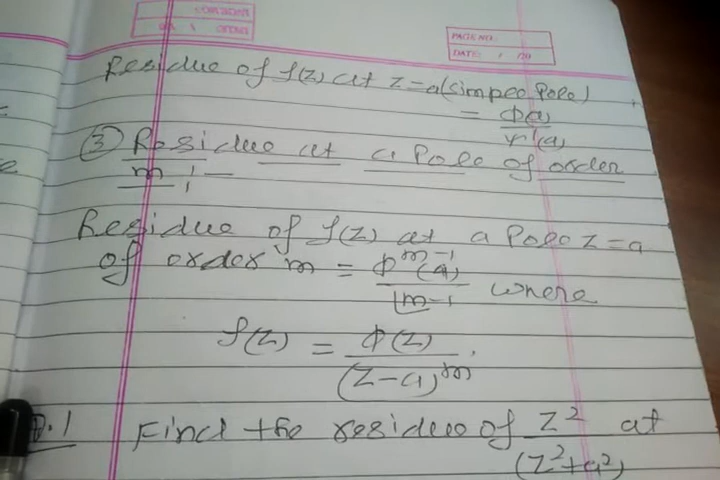 PAGE NO.
DATE: / /20
Residue of f(z) at z=a (simple Pole)
= Φ(a)/ψ'(a)
③ Residue at a Pole of order
m :-
Residue of f(z) at a Pole z=a
of order m = Φ^{m-1}(a)/|m-1 where
f(z) = Φ(z)/(z-a)^m.
Q.1 Find the residue of z²/(z²+a²) at